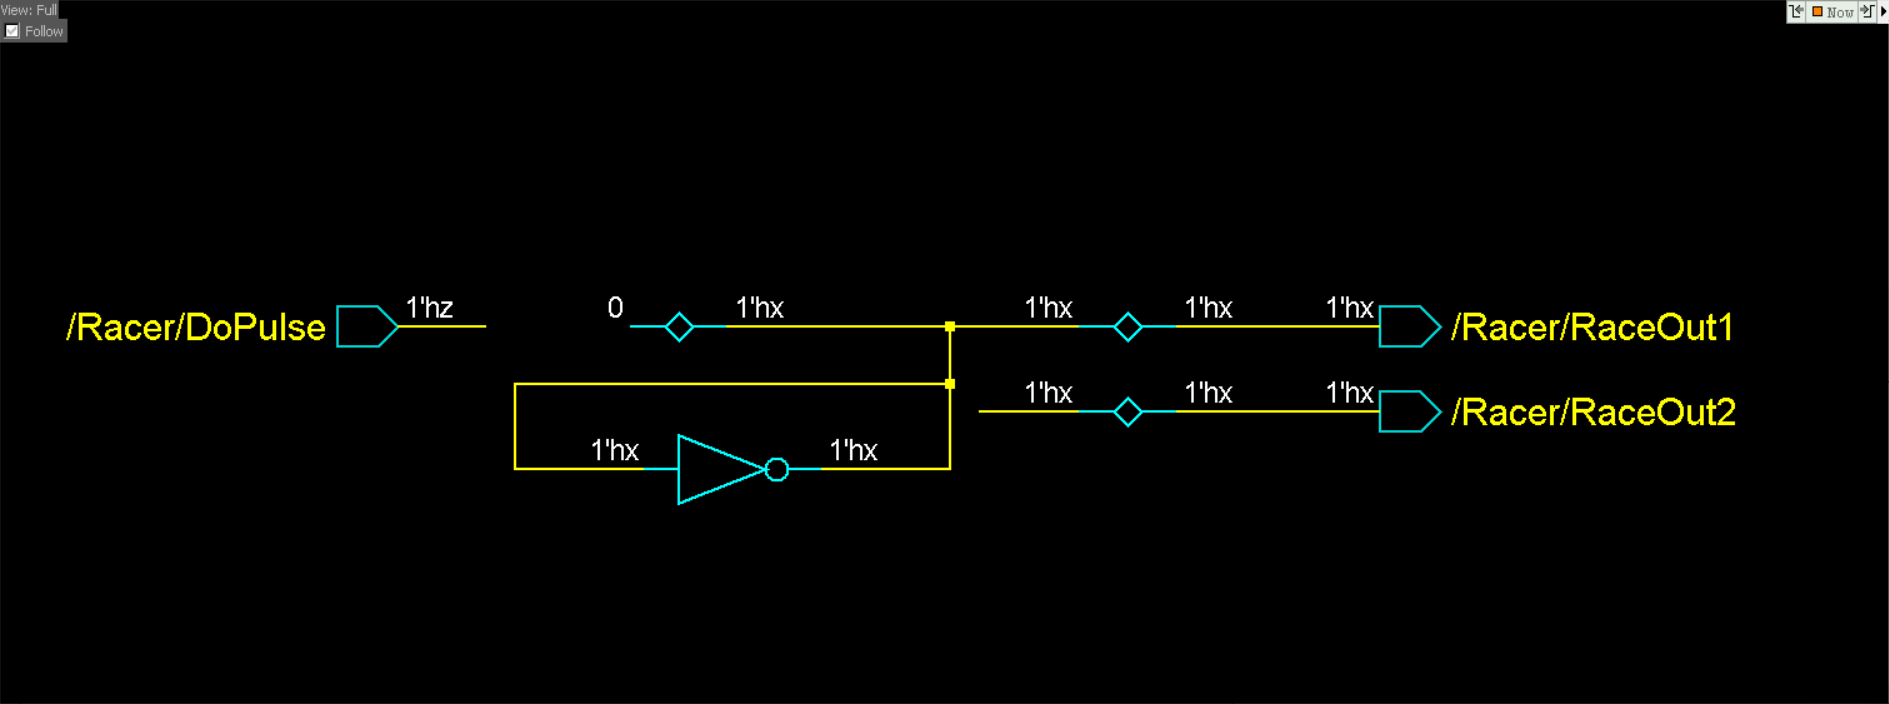 View: Full
Follow
Now
/Racer/DoPulse 1'hz 0 1'hx 1'hx 1'hx 1'hx /Racer/RaceOut1
1'hx 1'hx 1'hx /Racer/RaceOut2
1'hx 1'hx